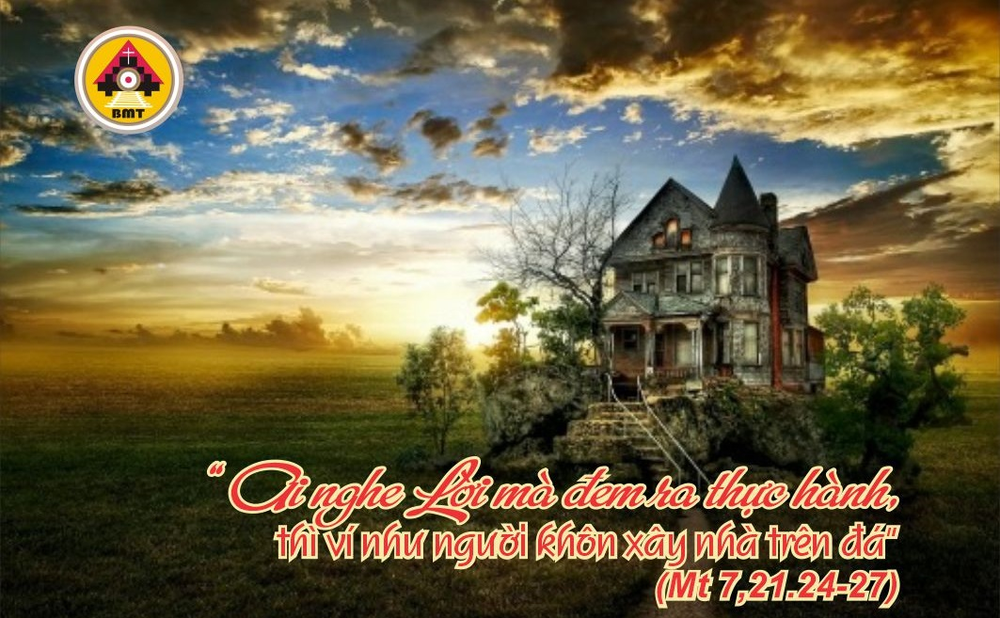 BMT
“Ai nghe Lời mà đem ra thực hành,
thì ví như người khôn xây nhà trên đá"
(Mt 7,21.24-27)